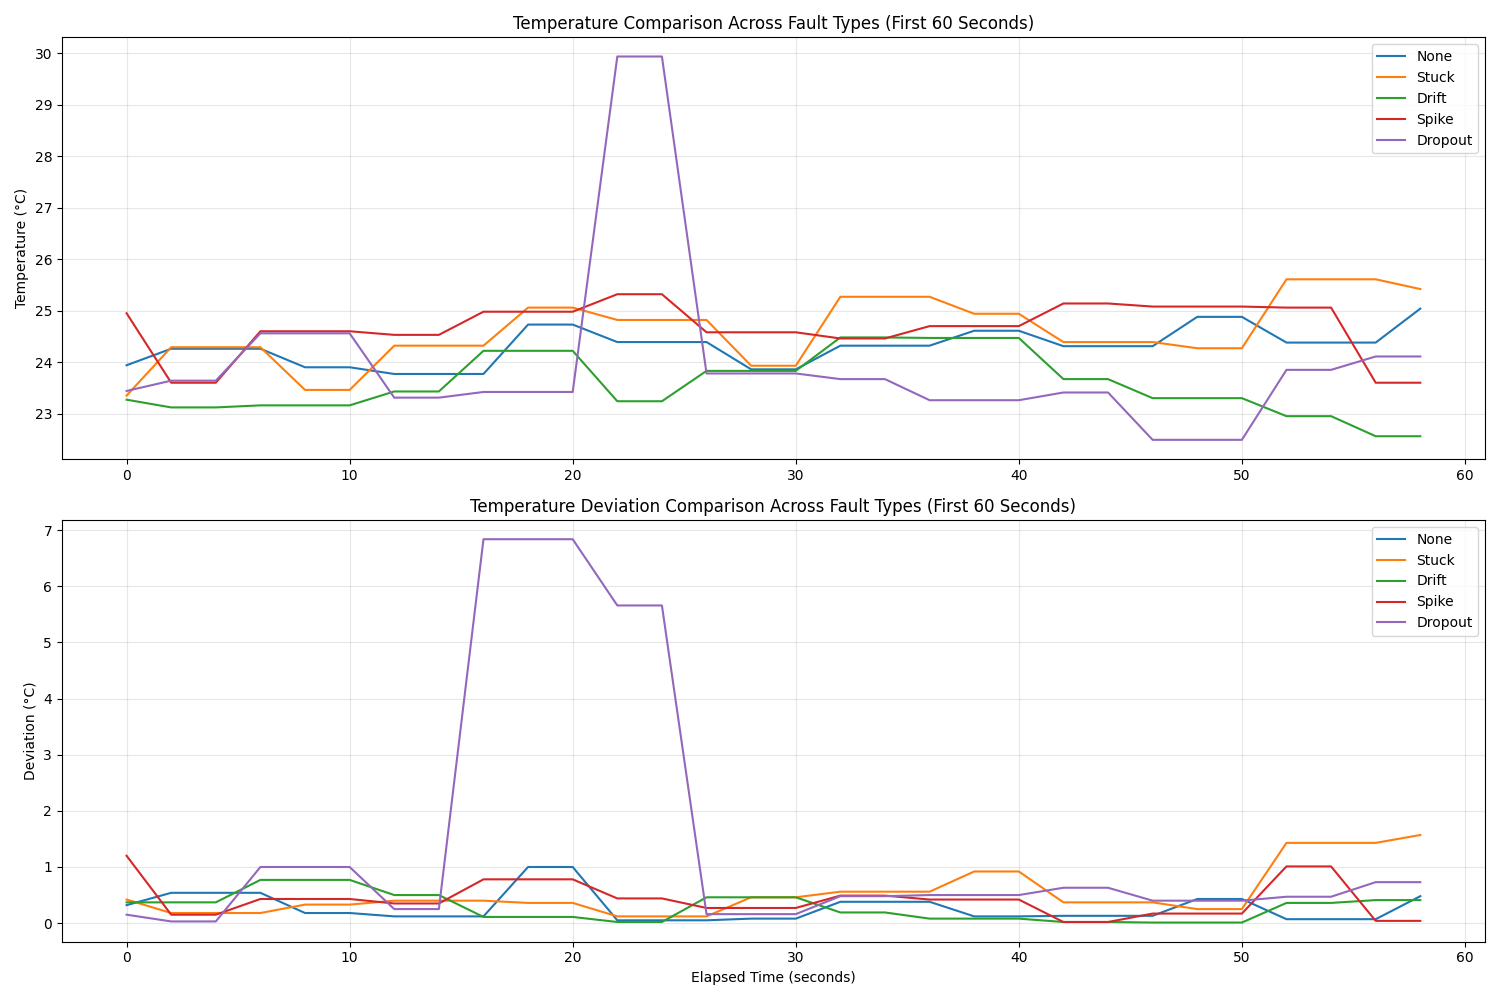 Temperature Comparison Across Fault Types (First 60 Seconds)
Temperature (°C)
30
29
28
27
26
25
24
23
0 10 20 30 40 50 60
None
Stuck
Drift
Spike
Dropout
Temperature Deviation Comparison Across Fault Types (First 60 Seconds)
Deviation (°C)
7
6
5
4
3
2
1
0
0 10 20 30 40 50 60
None
Stuck
Drift
Spike
Dropout
Elapsed Time (seconds)